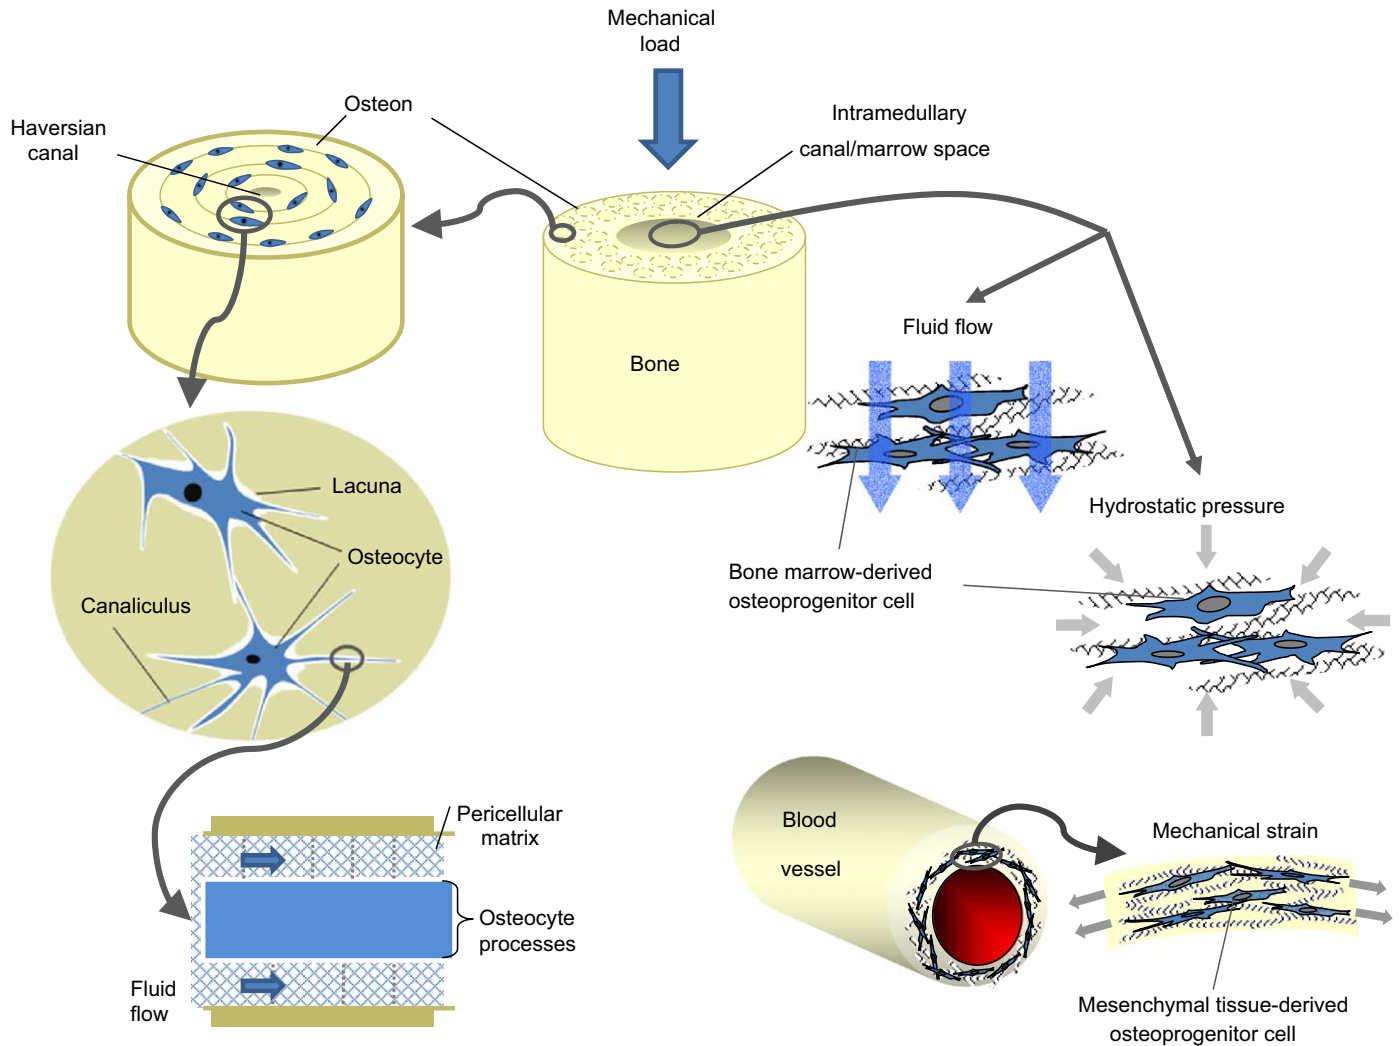 Mechanical
load
Osteon
Haversian
canal
Intramedullary
canal/marrow space
Bone
Fluid flow
Lacuna
Osteocyte
Canaliculus
Hydrostatic pressure
Bone marrow-derived
osteoprogenitor cell
Pericellular
matrix
Osteocyte
processes
Fluid
flow
Blood
vessel
Mechanical strain
Mesenchymal tissue-derived
osteoprogenitor cell